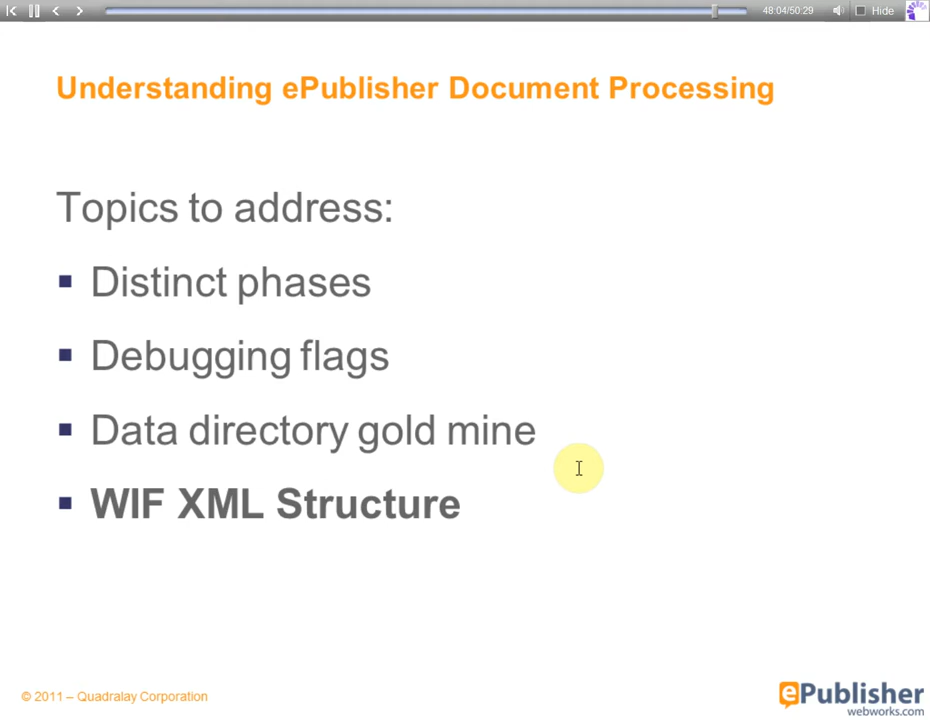 48:04/50:29
Hide
Understanding ePublisher Document Processing
Topics to address:
Distinct phases
Debugging flags
Data directory gold mine
WIF XML Structure
© 2011 – Quadralay Corporation
ePublisher
webworks.com